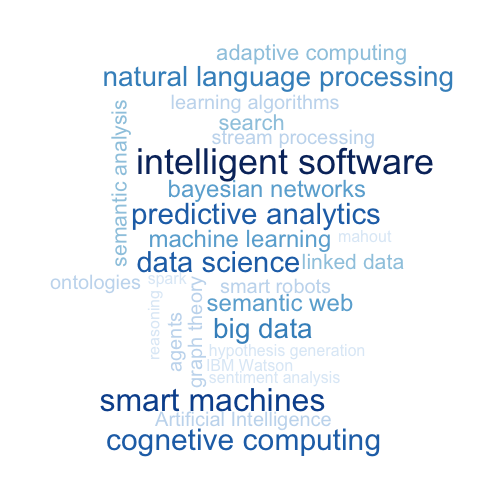 adaptive computing
natural language processing
learning algorithms
search
stream processing
semantic analysis
intelligent software
bayesian networks
predictive analytics
machine learning
mahout
data science
linked data
ontologies
spark
smart robots
reasoning
agents
graph theory
semantic web
big data
hypothesis generation
IBM Watson
sentiment analysis
smart machines
Artificial Intelligence
cognetive computing